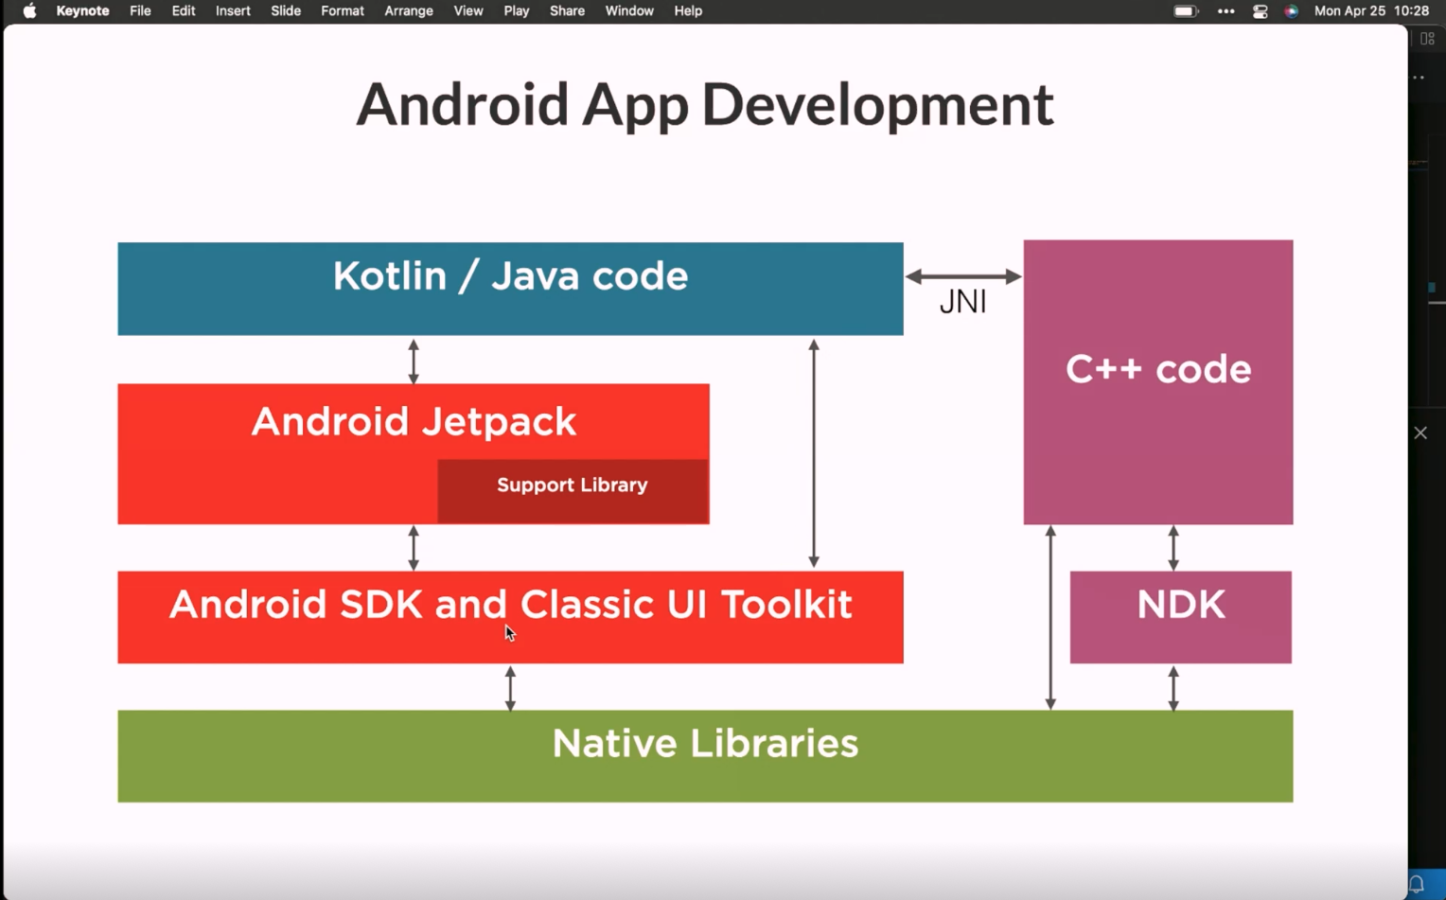 Keynote File Edit Insert Slide Format Arrange View Play Share Window Help Mon Apr 25 10:28
Android App Development
Kotlin / Java code
JNI
C++ code
Android Jetpack
Support Library
Android SDK and Classic UI Toolkit
NDK
Native Libraries